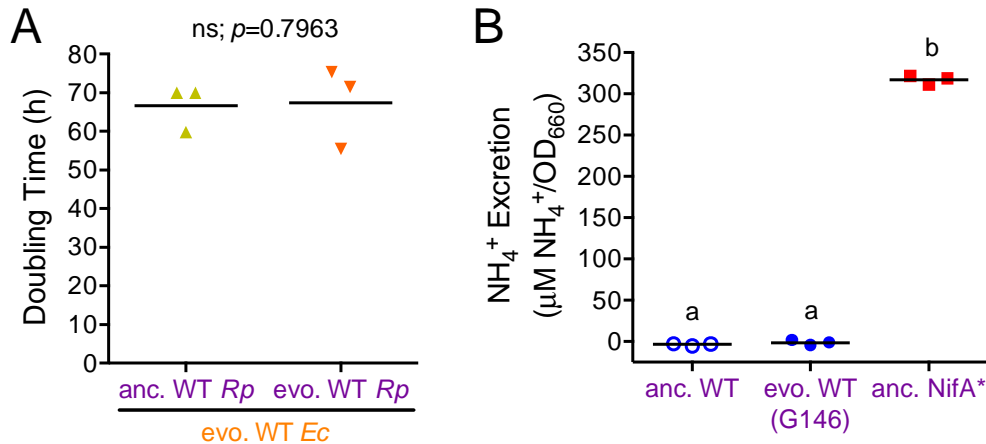 A
ns; p=0.7963
Doubling Time (h)
80
70
60
50
40
30
20
10
0
anc. WT Rp
evo. WT Rp
evo. WT Ec
B
NH₄⁺ Excretion
(μM NH₄⁺/OD₆₆₀)
350
300
250
200
150
100
50
0
a
a
b
anc. WT
evo. WT
(G146)
anc. NifA*